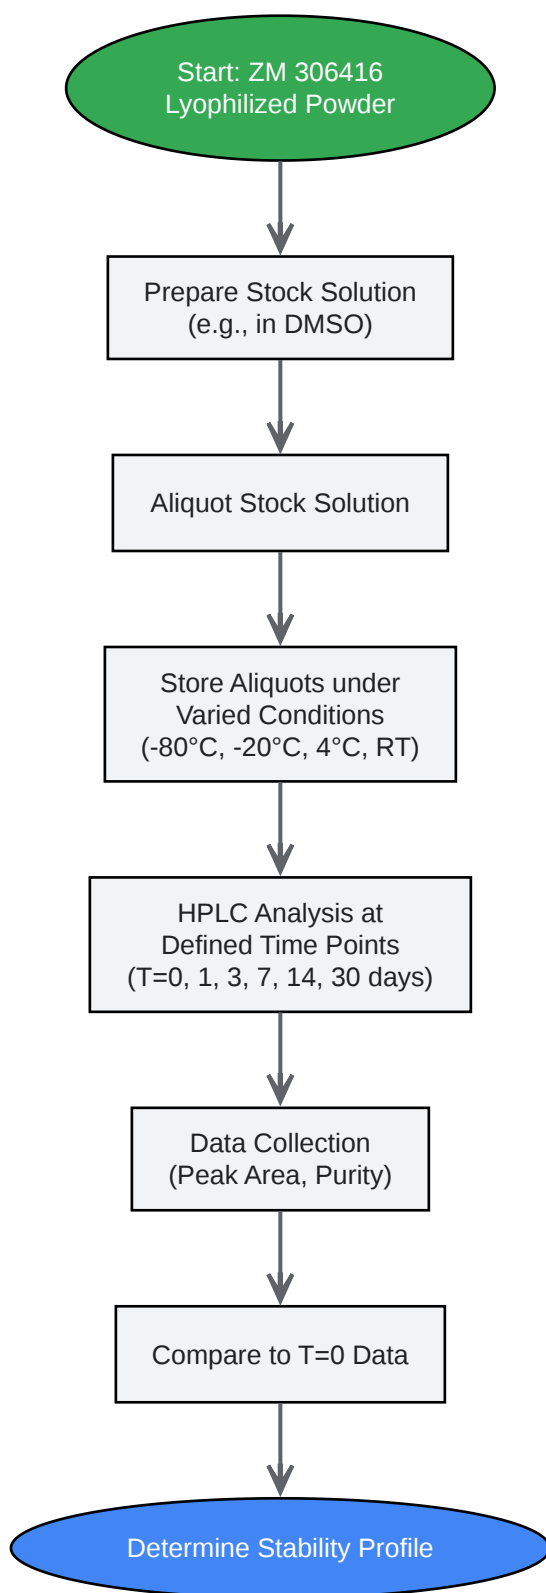 Start: ZM 306416
Lyophilized Powder
Prepare Stock Solution
(e.g., in DMSO)
Aliquot Stock Solution
Store Aliquots under
Varied Conditions
(-80°C, -20°C, 4°C, RT)
HPLC Analysis at
Defined Time Points
(T=0, 1, 3, 7, 14, 30 days)
Data Collection
(Peak Area, Purity)
Compare to T=0 Data
Determine Stability Profile